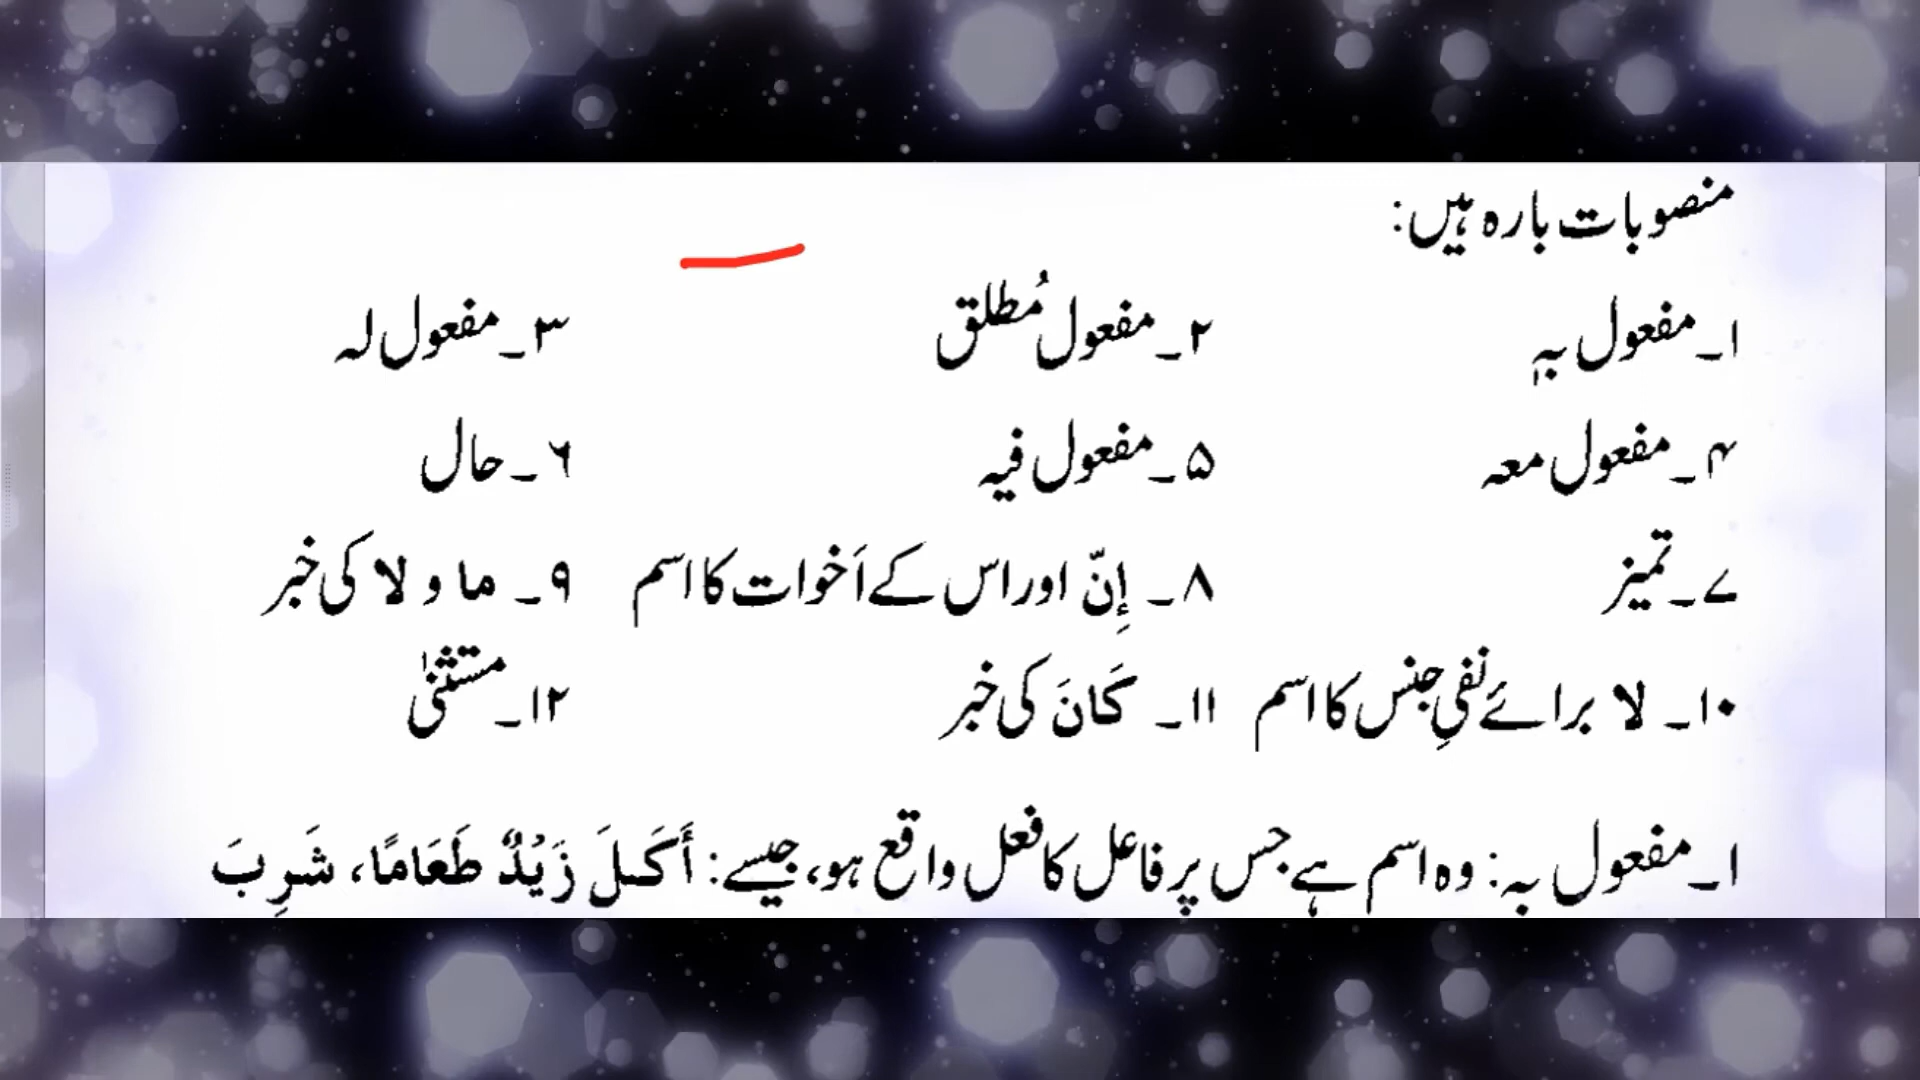 منصوبات بارہ ہیں:
۱۔ مفعول بہٖ ۲۔ مفعول مُطلق ۳۔ مفعول لہ
۴۔ مفعول معہ ۵۔ مفعول فیہ ۶۔ حال
۷۔ تمیز ۸۔ إِنّ اور اس کے اَخوات کا اسم ۹۔ ما و لا کی خبر
۱۰۔ لا برائے نفیِ جنس کا اسم ۱۱۔ كَانَ کی خبر ۱۲۔ مستثنیٰ
۱۔ مفعول بہ: وہ اسم ہے جس پر فاعل کا فعل واقع ہو، جیسے: أَكَلَ زَيْدٌ طَعَامًا، شَرِبَ